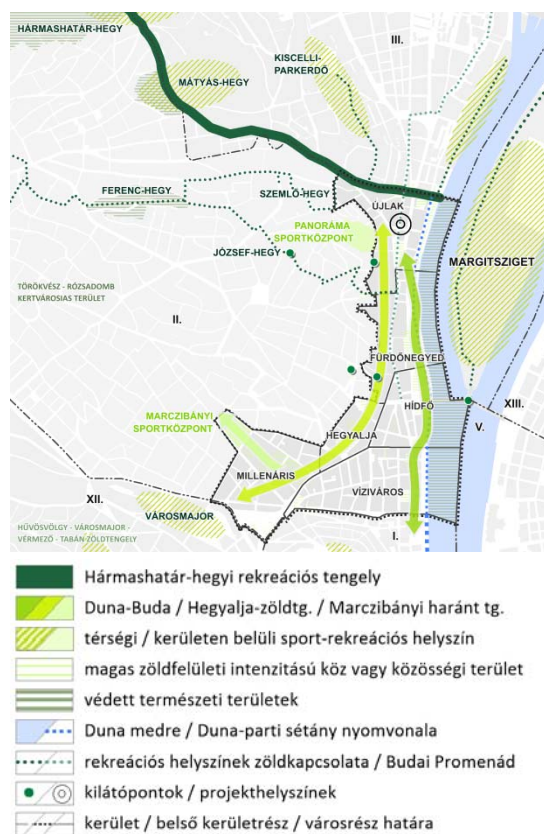 HÁRMASHATÁR-HEGY
III.
KISCELLI-
PARKERDŐ
MÁTYÁS-HEGY
FERENC-HEGY
SZEMLŐ-HEGY
ÚJLAK
PANORÁMA
SPORTKÖZPONT
JÓZSEF-HEGY
MARGITSZIGET
TÖRÖKVÉSZ - RÓZSADOMB
KERTVÁROSIAS TERÜLET
II.
FÜRDŐNEGYED
MARCZIBÁNYI
SPORTKÖZPONT
HÍDFŐ
XIII.
V.
HEGYALJA
MILLENÁRIS
VÍZIVÁROS
XII.
VÁROSMAJOR
HŰVÖSVÖLGY - VÁROSMAJOR -
VÉRMEZŐ - TABÁN ZÖLDTENGELY
I.
Hármashatár-hegyi rekreációs tengely
Duna-Buda / Hegyalja-zöldtg. / Marczibányi haránt tg.
térségi / kerületen belüli sport-rekreációs helyszín
magas zöldfelületi intenzitású köz vagy közösségi terület
védett természeti területek
Duna medre / Duna-parti sétány nyomvonala
rekreációs helyszínek zöldkapcsolata / Budai Promenád
kilátópontok / projekthelyszínek
kerület / belső kerületrész / városrész határa